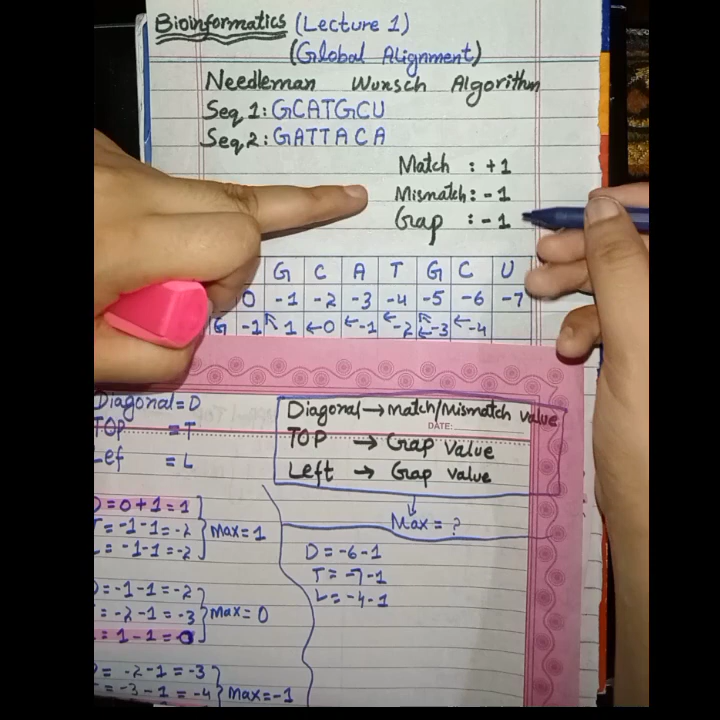 Bioinformatics (Lecture 1)
(Global Alignment)
Needleman Wunsch Algorithm
Seq 1: GCATGCU
Seq 2: GATTACA
Match : +1
Mismatch: -1
Gap : -1
G C A T G C U
0 -1 -2 -3 -4 -5 -6 -7
G -1 ↖1 ←0 ←-1 ←-2 ↖←-3 ←-4
Diagonal = D
TOP = T
Lef = L
Diagonal → Match/Mismatch value
DATE:
TOP → Gap Value
Left → Gap value
Max = ?
D = 0+1 = 1
T = -1-1 = -2
L = -1-1 = -2
Max = 1
D = -1-1 = -2
= -2-1 = -3
= 1-1 = 0
Max = 0
= -2-1 = -3
= -3-1 = -4
Max = -1
D = -6-1
T = -7-1
L = -4-1